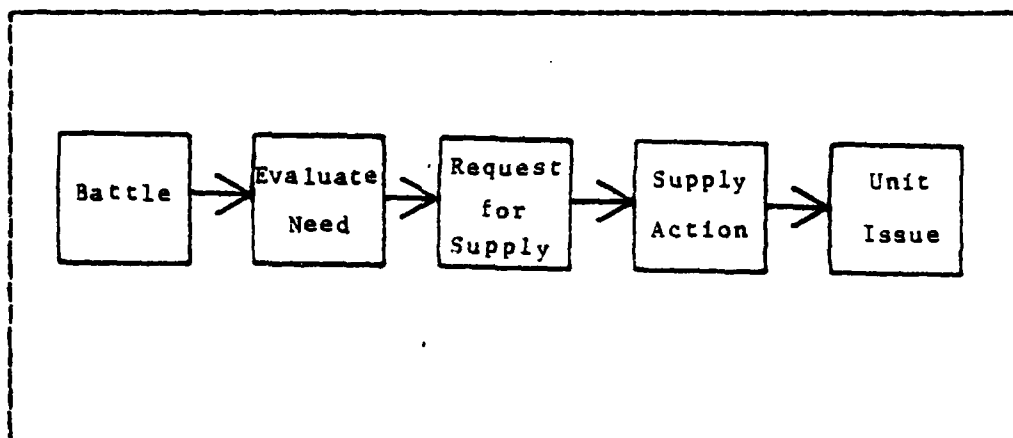 Battle
Evaluate
Need
Request
for
Supply
Supply
Action
Unit
Issue